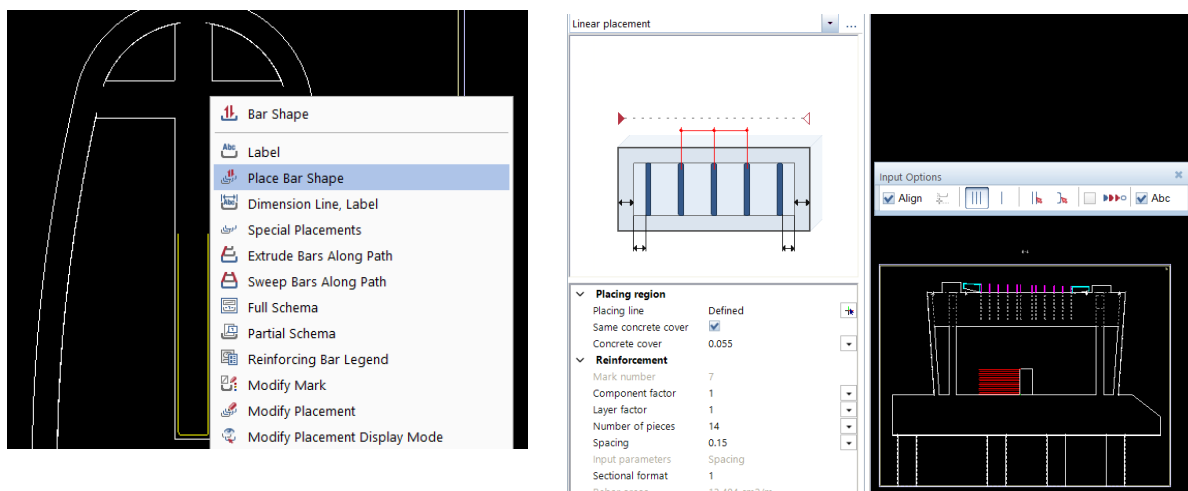 Bar Shape
Abc Label
Place Bar Shape
Abc Dimension Line, Label
Special Placements
Extrude Bars Along Path
Sweep Bars Along Path
Full Schema
Partial Schema
Reinforcing Bar Legend
Modify Mark
Modify Placement
Modify Placement Display Mode
Linear placement
Placing region
Placing line Defined
Same concrete cover
Concrete cover 0.055
Reinforcement
Mark number 7
Component factor 1
Layer factor 1
Number of pieces 14
Spacing 0.15
Input parameters Spacing
Sectional format 1
Input Options
Align Abc